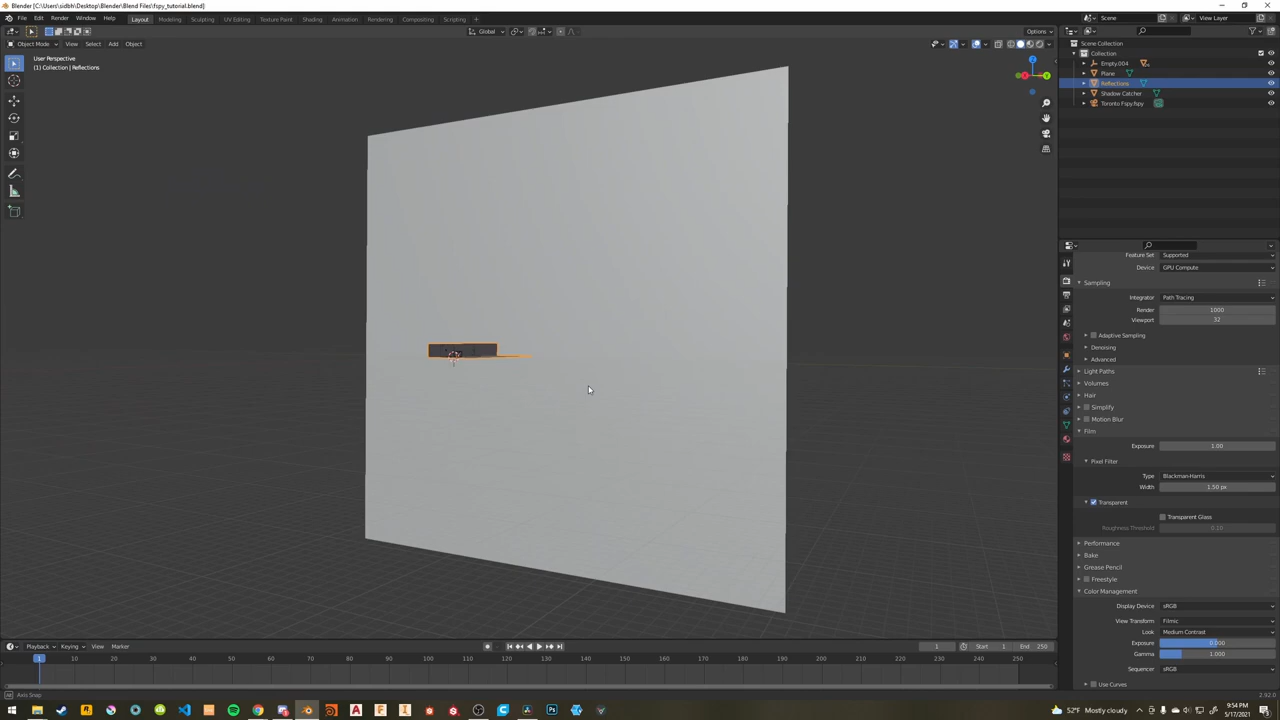 Blender [C:\Users\sidbh\Desktop\Blender\Blend Files\fspy_tutorial.blend]
File Edit Render Window Help Layout Modeling Sculpting UV Editing Texture Paint Shading Animation Rendering Compositing Scripting Scene View Layer
Global Options
Object Mode View Select Add Object
User Perspective
(1) Collection | Reflections
Scene Collection
Collection
Empty.004
Plane
Reflections
Shadow Catcher
Toronto Fspy.fspy
Feature Set Supported
Device GPU Compute
Sampling
Integrator Path Tracing
Render 1000
Viewport 32
Adaptive Sampling
Denoising
Advanced
Light Paths
Volumes
Hair
Simplify
Motion Blur
Film
Exposure 1.00
Pixel Filter
Type Blackman-Harris
Width 1.50 px
Transparent
Transparent Glass
Roughness Threshold 0.10
Performance
Bake
Grease Pencil
Freestyle
Color Management
Display Device sRGB
View Transform Filmic
Look Medium Contrast
Exposure 0.000
Gamma 1.000
Sequencer sRGB
Use Curves
Playback Keying View Marker 1 Start 1 End 250
1 10 20 30 40 50 60 70 80 90 100 110 120 130 140 150 160 170 180 190 200 210 220 230 240 250
Axis Snap 2.92.0
52°F Mostly cloudy 9:54 PM
5/17/2021